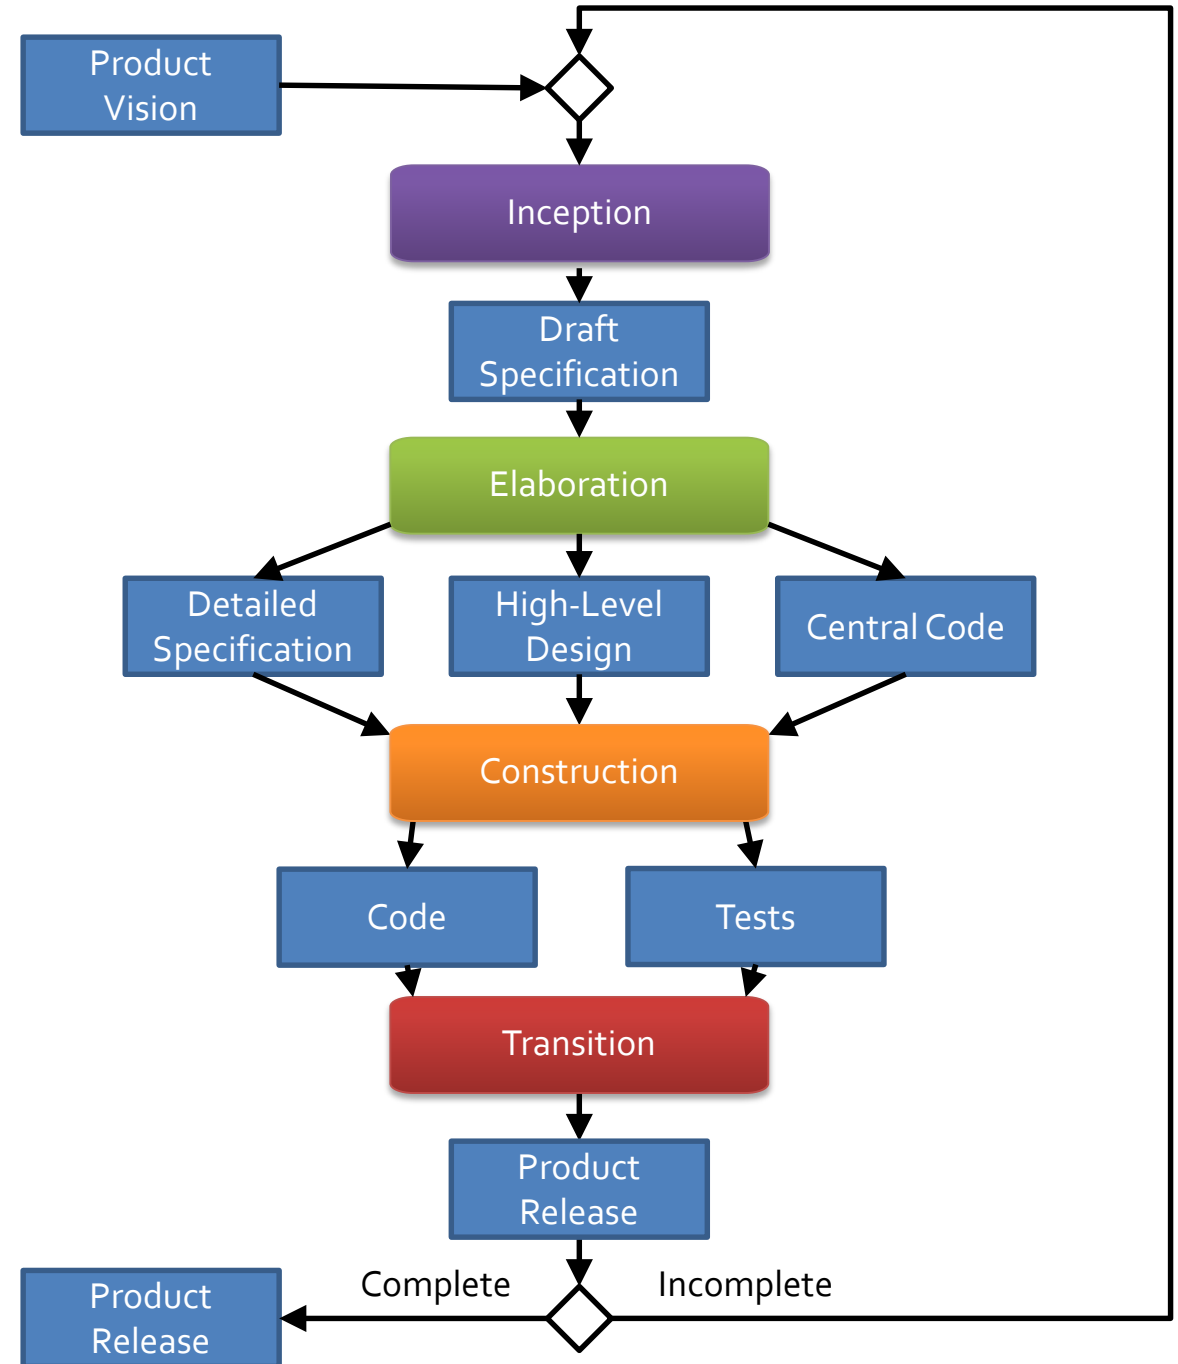 Product
Vision
Inception
Draft
Specification
Elaboration
Detailed
Specification
High-Level
Design
Central Code
Construction
Code
Tests
Transition
Product
Release
Complete
Incomplete
Product
Release